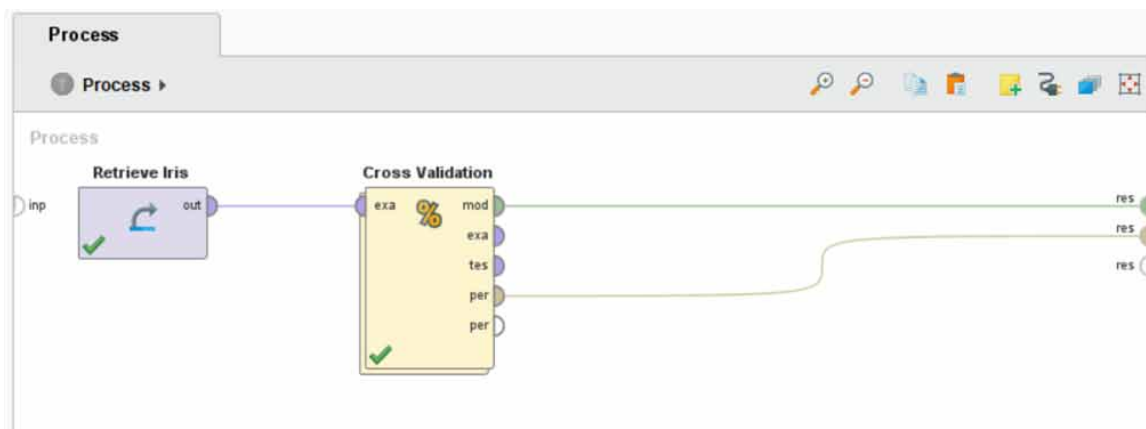 Process
Process
Process
Retrieve Iris
Cross Validation
inp
out
exa
%
mod
exa
tes
per
per
res
res
res